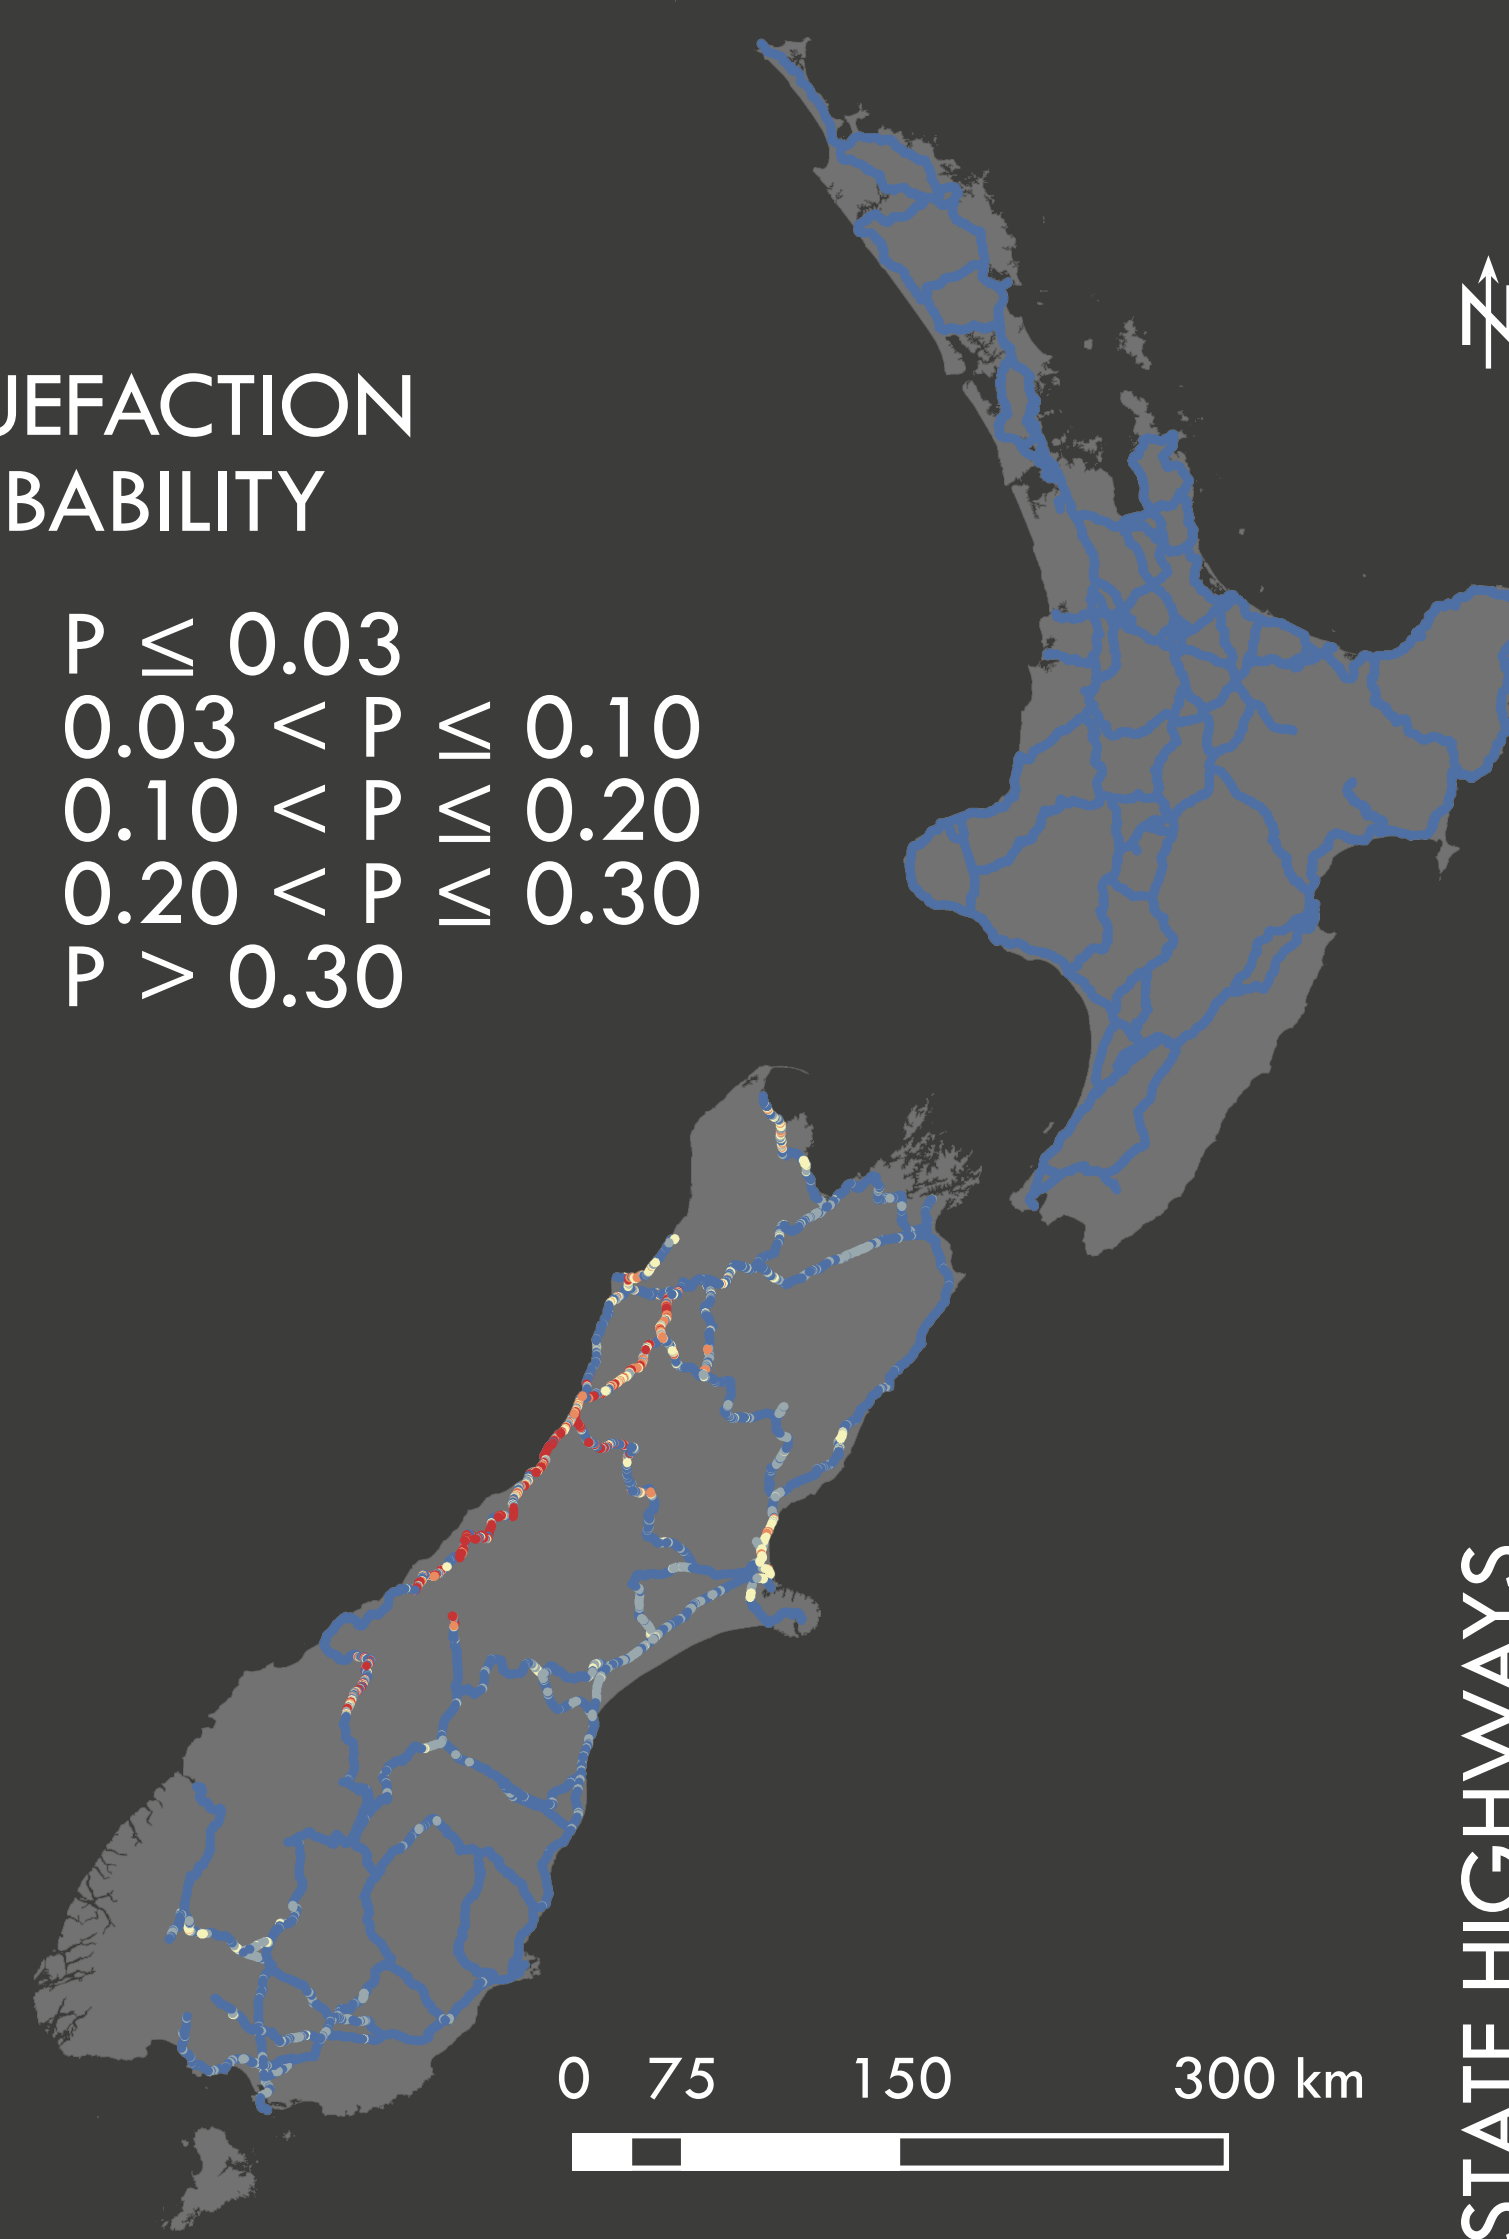 UEFACTION
BABILITY
P ≤ 0.03
0.03 < P ≤ 0.10
0.10 < P ≤ 0.20
0.20 < P ≤ 0.30
P > 0.30
N
0 75 150 300 km
STATE HIGHWAYS